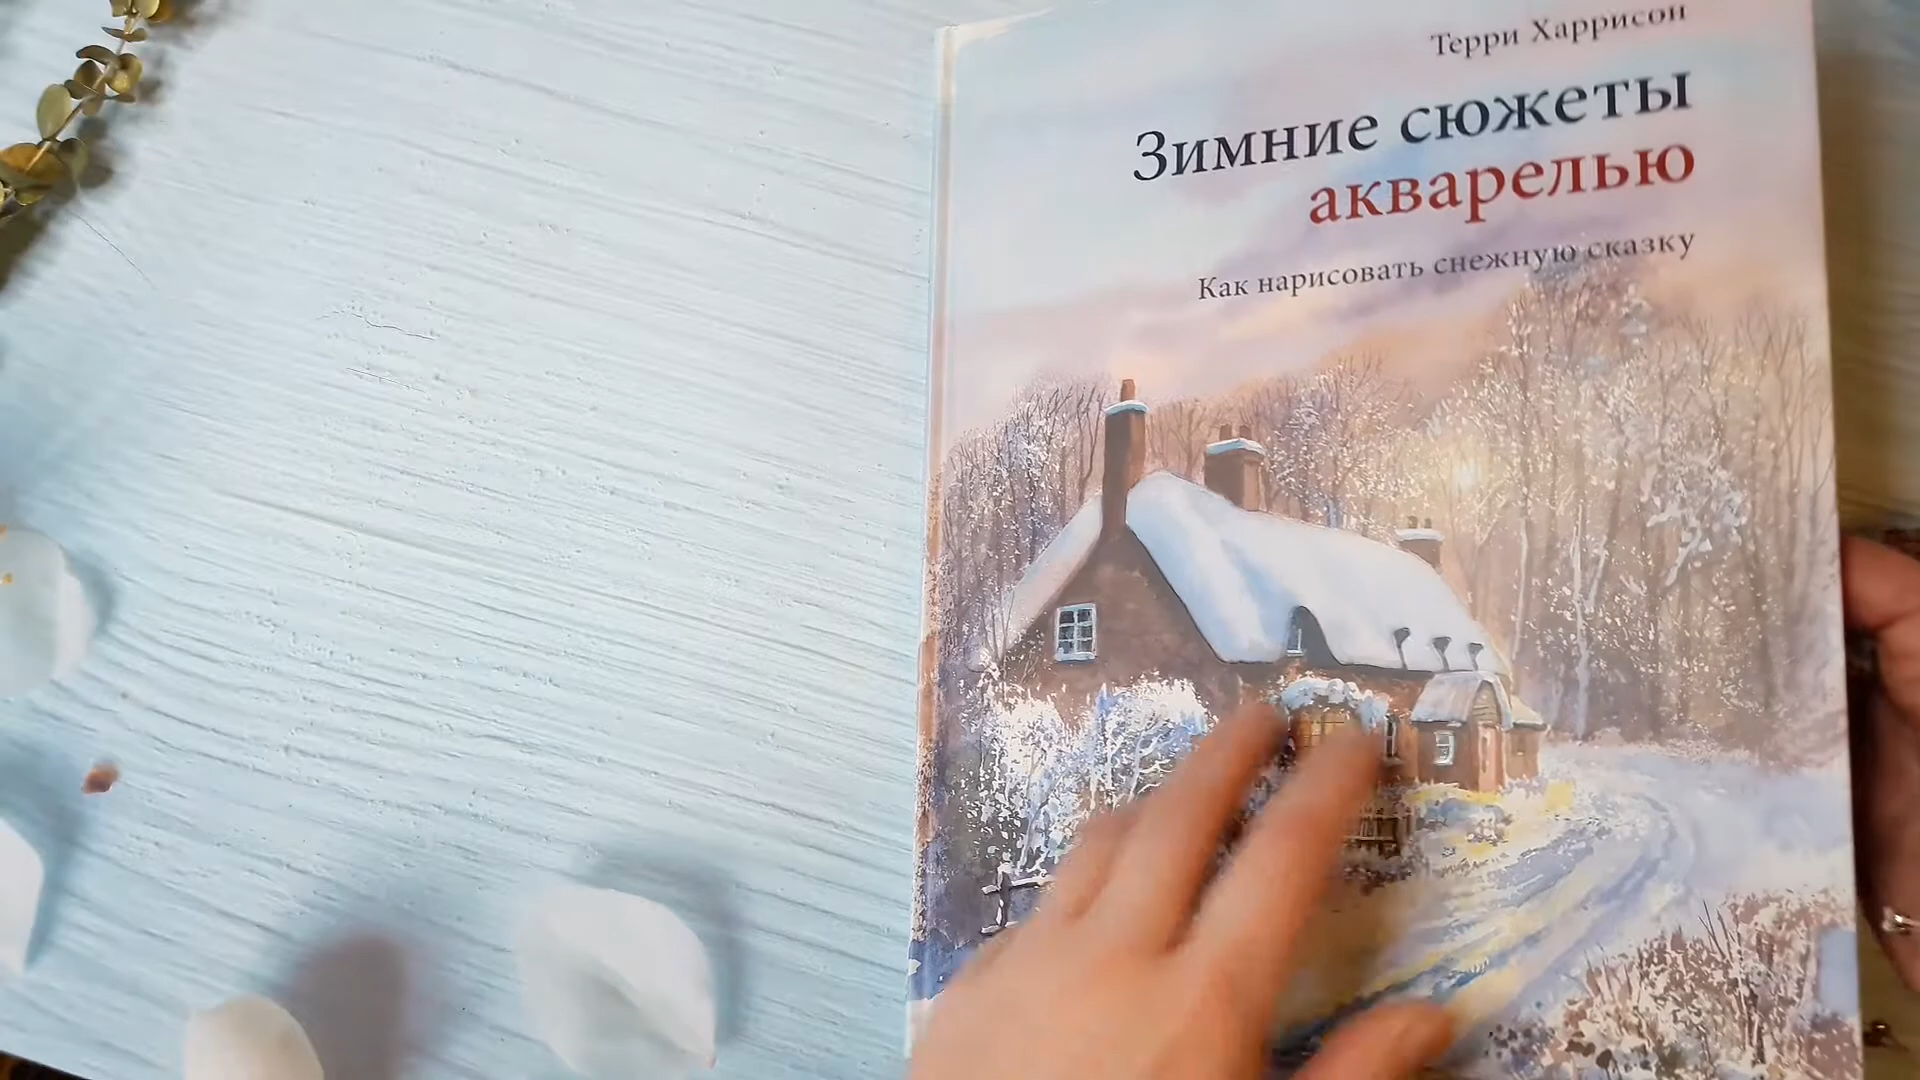 Терри Харрисон
Зимние сюжеты
акварелью
Как нарисовать снежную сказку